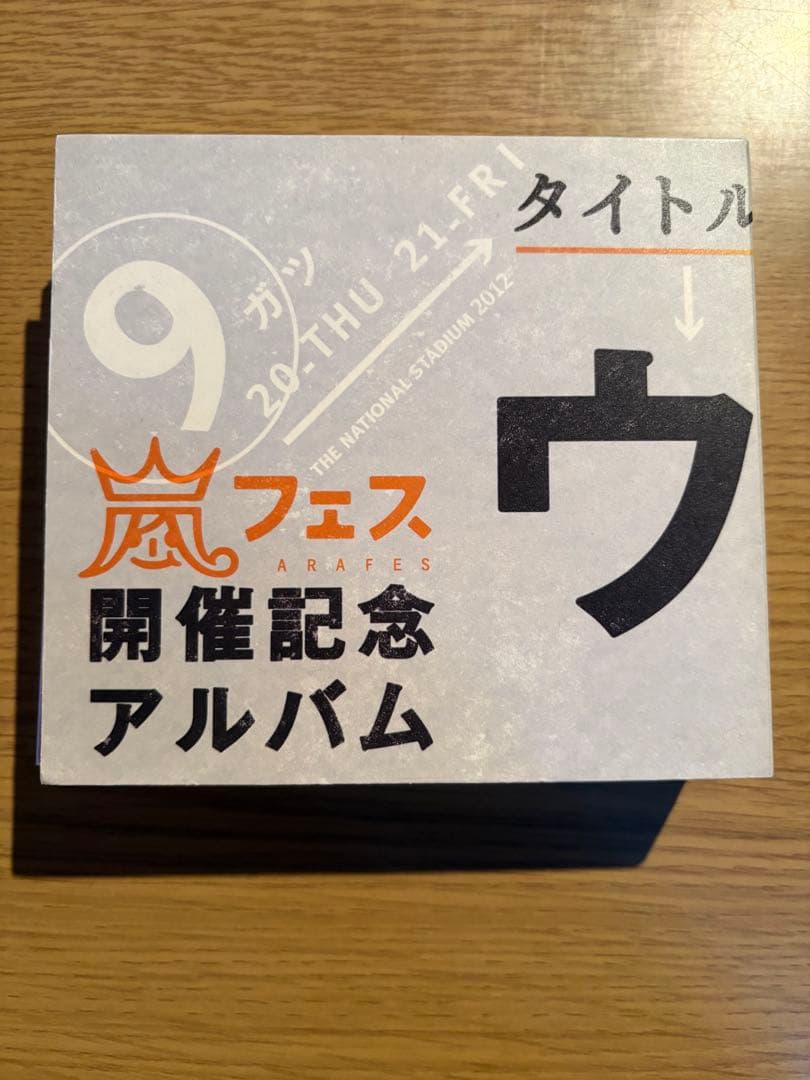 9
ガツ
20-THU 21-FRI
THE NATIONAL STADIUM 2012
タイトル
ウ
嵐フェス
ARAFES
開催記念
アルバム